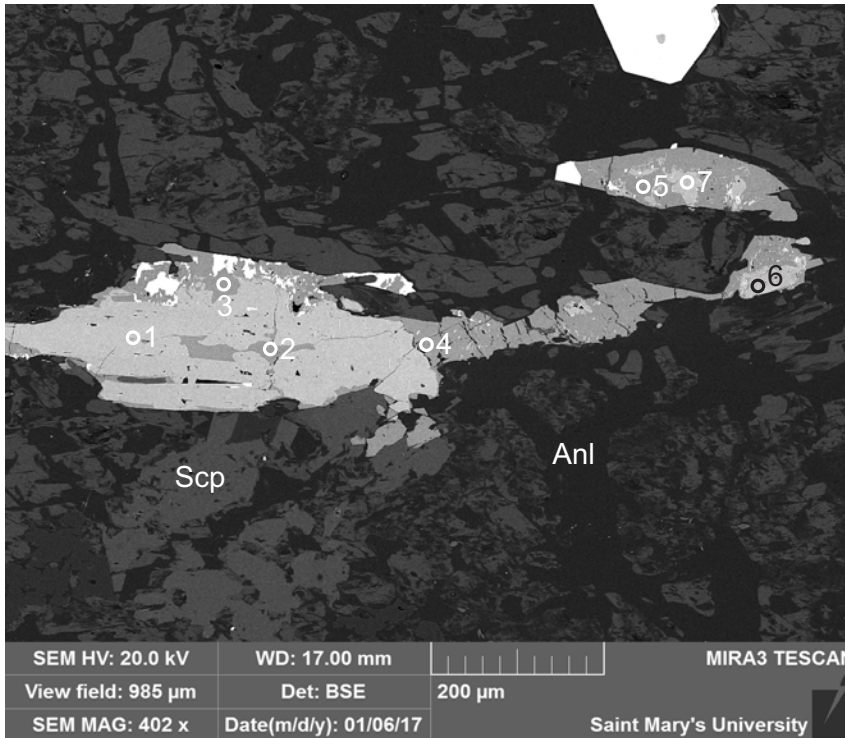 5 7
6
3
1
2 4
Scp Anl
SEM HV: 20.0 kV WD: 17.00 mm MIRA3 TESCAN
View field: 985 µm Det: BSE 200 µm
SEM MAG: 402 x Date(m/d/y): 01/06/17 Saint Mary's University